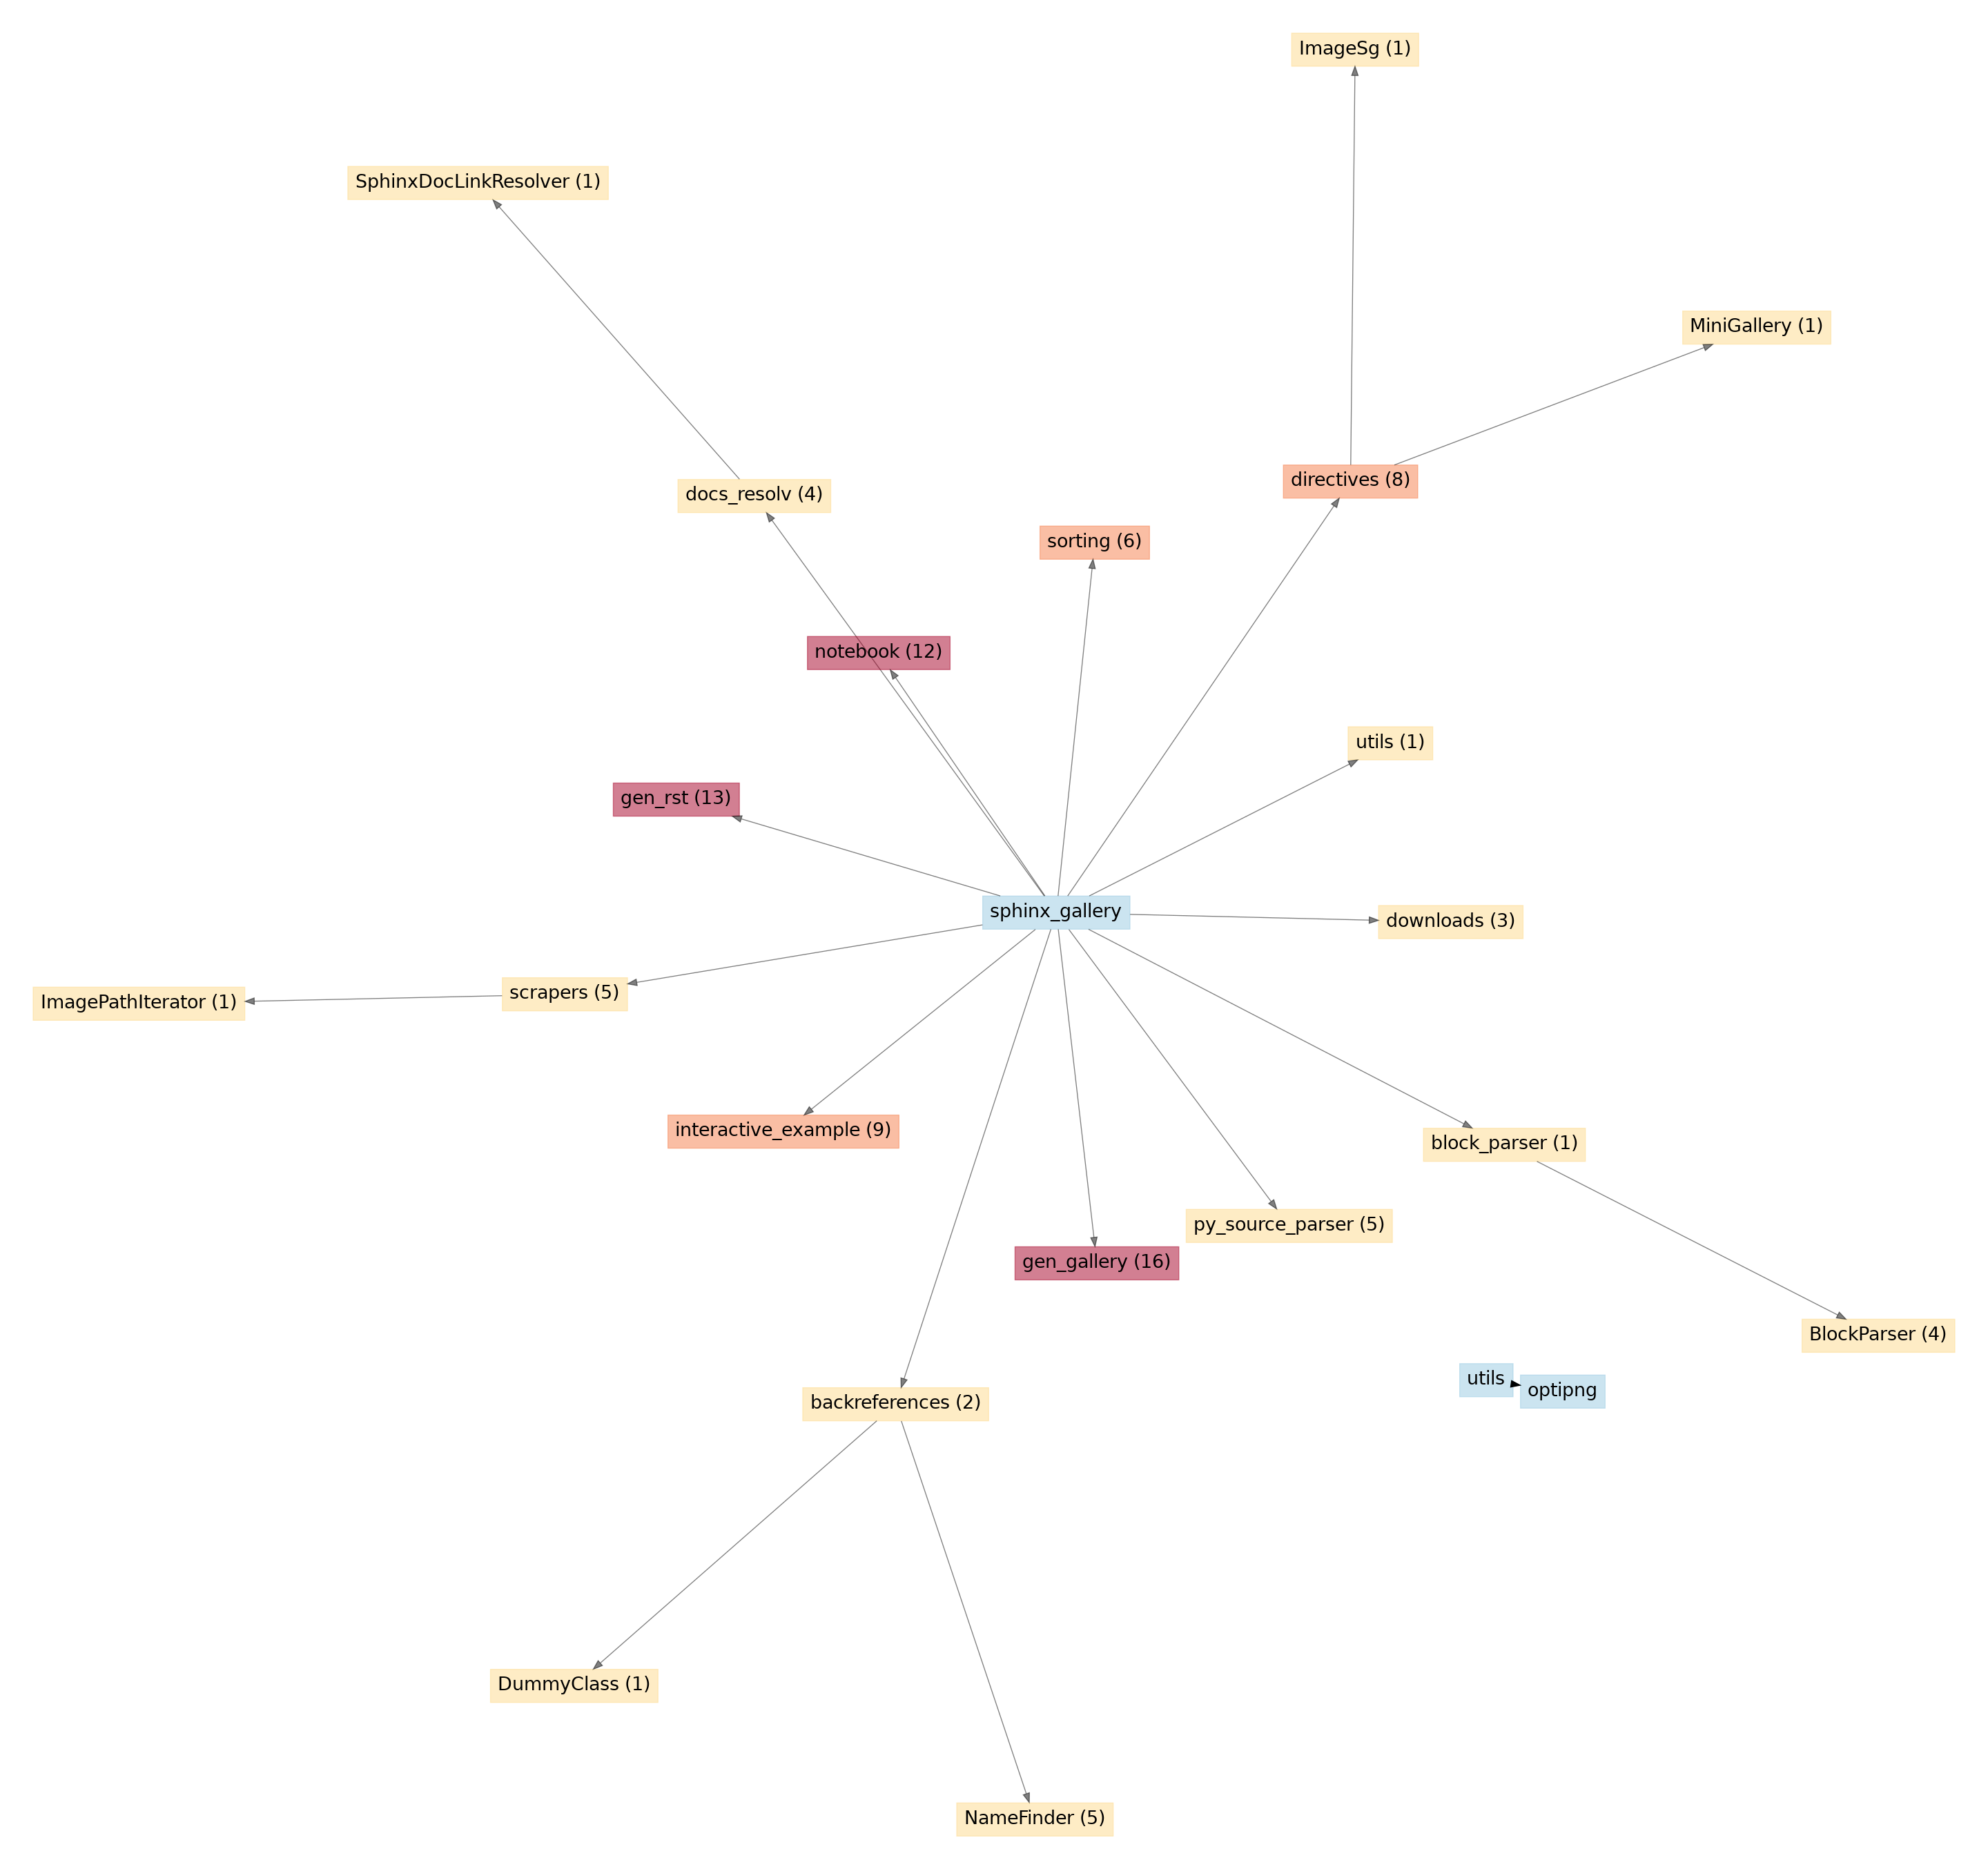 ImageSg (1)
SphinxDocLinkResolver (1)
MiniGallery (1)
directives (8)
docs_resolv (4)
sorting (6)
notebook (12)
utils (1)
gen_rst (13)
sphinx_gallery
downloads (3)
scrapers (5)
ImagePathIterator (1)
interactive_example (9)
block_parser (1)
py_source_parser (5)
gen_gallery (16)
BlockParser (4)
utils
optipng
backreferences (2)
DummyClass (1)
NameFinder (5)